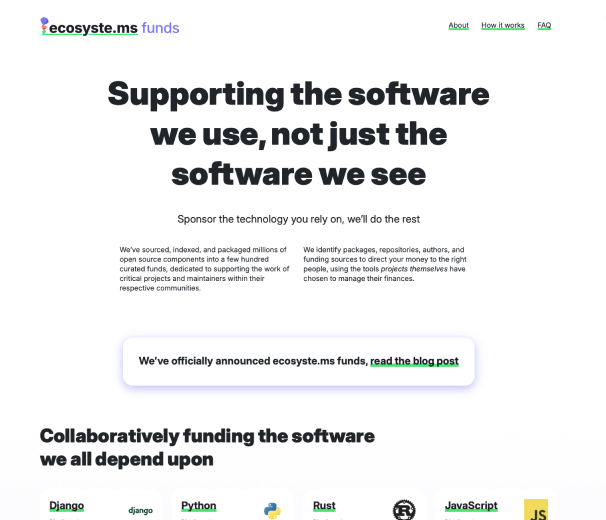 ecosyste.ms funds
About How it works FAQ
Supporting the software
we use, not just the
software we see
Sponsor the technology you rely on, we'll do the rest
We've sourced, indexed, and packaged millions of
open source components into a few hundred
curated funds, dedicated to supporting the work of
critical projects and maintainers within their
respective communities.
We identify packages, repositories, authors, and
funding sources to direct your money to the right
people, using the tools projects themselves have
chosen to manage their finances.
We've officially announced ecosyste.ms funds, read the blog post
Collaboratively funding the software
we all depend upon
Django django Python Rust R JavaScript JS